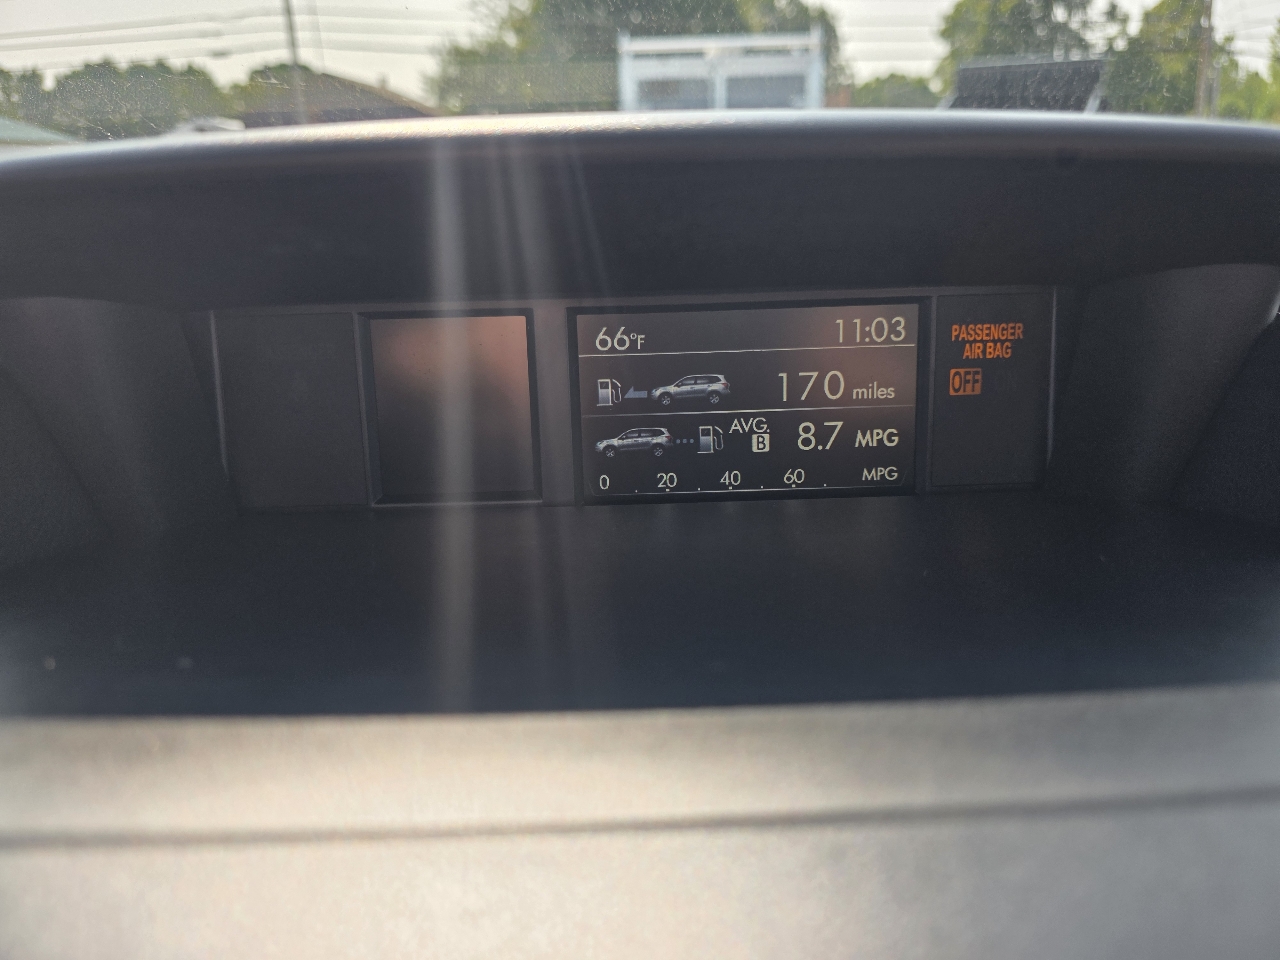 66°F 11:03
170 miles
AVG. B 8.7 MPG
0 20 40 60 MPG
PASSENGER
AIR BAG
OFF